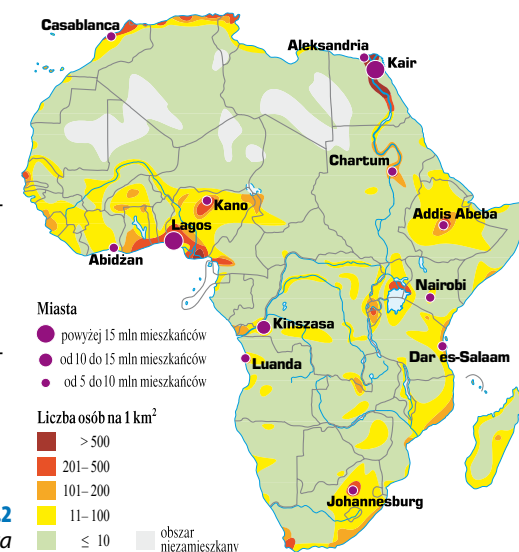 Casablanca
Aleksandria
Kair
Chartum
Kano
Addis Abeba
Lagos
Abidżan
Nairobi
Miasta
powyżej 15 mln mieszkańców
od 10 do 15 mln mieszkańców
od 5 do 10 mln mieszkańców
Kinszasa
Dar es-Salaam
Luanda
Liczba osób na 1 km²
> 500
201–500
101–200
11–100
≤ 10
obszar
niezamieszkany
Johannesburg
.2
a